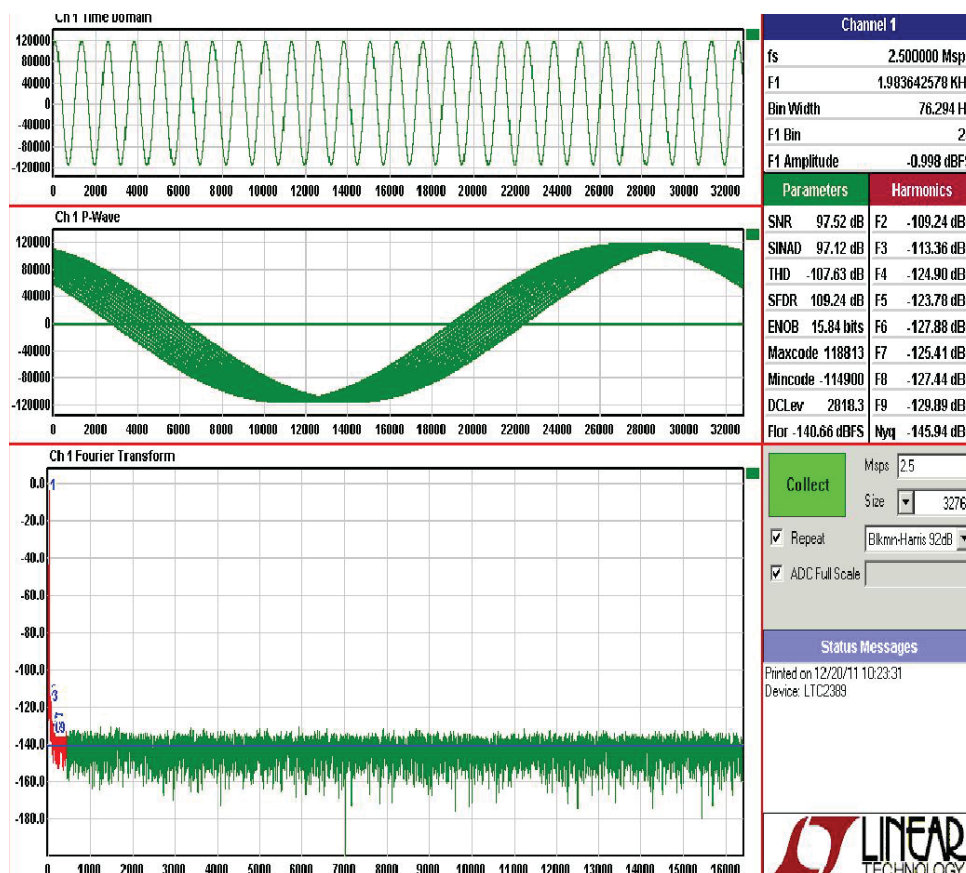 Ch 1 Time Domain
120000
80000
40000
0
-40000
-80000
-120000
0 2000 4000 6000 8000 10000 12000 14000 16000 18000 20000 22000 24000 26000 28000 30000 32000
Ch 1 P-Wave
120000
80000
40000
0
-40000
-80000
-120000
0 2000 4000 6000 8000 10000 12000 14000 16000 18000 20000 22000 24000 26000 28000 30000 32000
Ch 1 Fourier Transform
0.0
-20.0
-40.0
-60.0
-80.0
-100.0
-120.0
-140.0
-160.0
-180.0
1
3
7
0 1000 2000 3000 4000 5000 6000 7000 8000 9000 10000 11000 12000 13000 14000 15000 16000
Channel 1
fs 2.500000 Msp
F1 1.983642578 KH
Bin Width 76.294 H
F1 Bin 2
F1 Amplitude -0.998 dBF
Parameters Harmonics
SNR 97.52 dB F2 -109.24 dB
SINAD 97.12 dB F3 -113.36 dB
THD -107.63 dB F4 -124.90 dB
SFDR 109.24 dB F5 -123.78 dB
ENOB 15.84 bits F6 -127.88 dB
Maxcode 118813 F7 -125.41 dB
Mincode -114900 F8 -127.44 dB
DCLev 2818.3 F9 -129.89 dB
Flor -140.66 dBFS Nyq -145.94 dB
Collect
Msps 2.5
Size 3276
Repeat Blkmn-Harris 92dB
ADC Full Scale
Status Messages
Printed on 12/20/11 10:23:31
Device: LTC2389
LINEAR
TECHNOLOGY